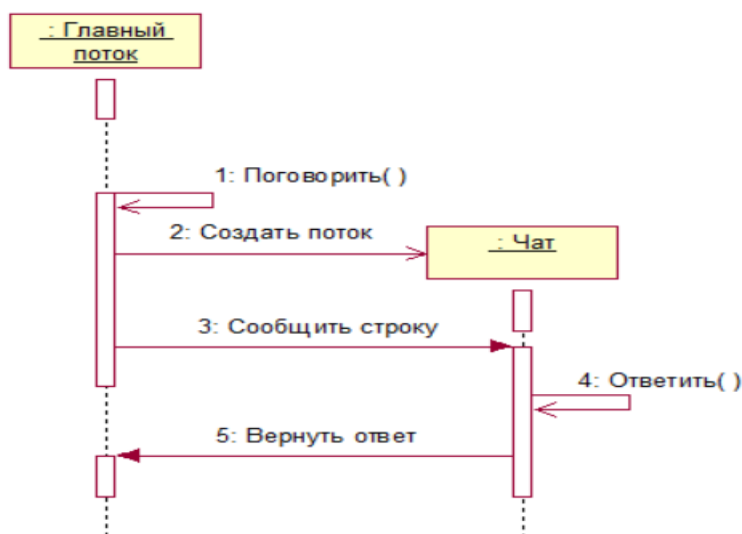 : Главный
поток
1: Поговорить( )
2: Создать поток
: Чат
3: Сообщить строку
4: Ответить( )
5: Вернуть ответ